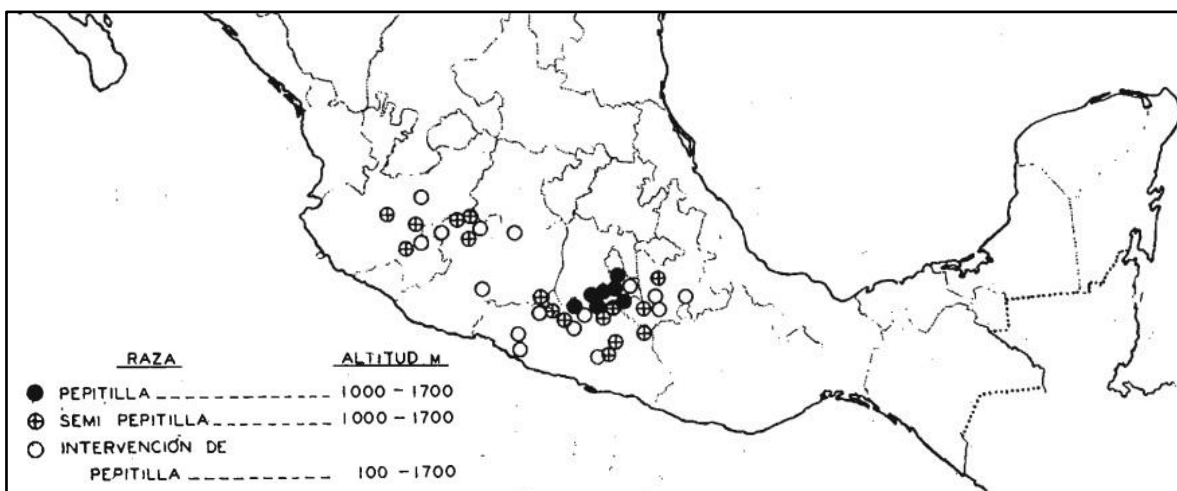 RAZA ALTITUD M
PEPITILLA 1000-1700
SEMI PEPITILLA 1000-1700
INTERVENCIÓN DE
PEPITILLA 100-1700